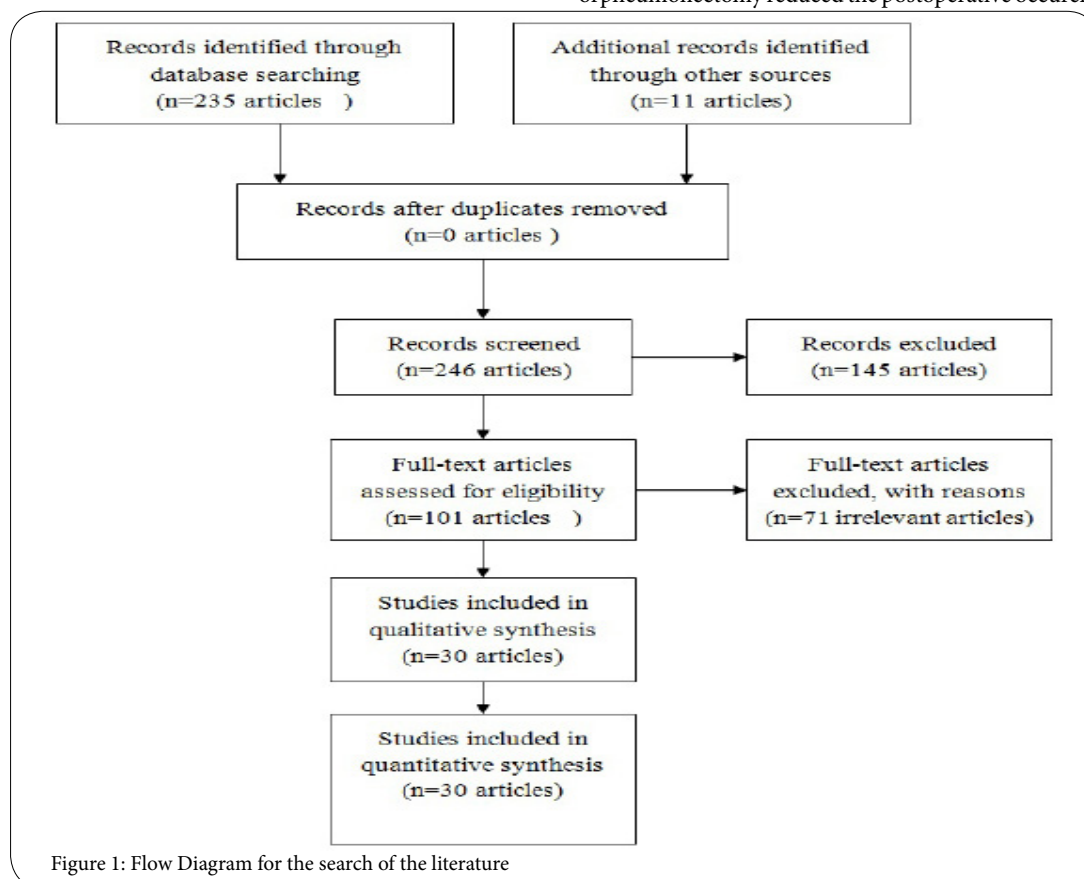 Records identified through
database searching
(n=235 articles )
Additional records identified
through other sources
(n=11 articles)
Records after duplicates removed
(n=0 articles )
Records screened
(n=246 articles)
Records excluded
(n=145 articles)
Full-text articles
assessed for eligibility
(n=101 articles )
Full-text articles
excluded, with reasons
(n=71 irrelevant articles)
Studies included in
qualitative synthesis
(n=30 articles)
Studies included in
quantitative synthesis
(n=30 articles)
Figure 1: Flow Diagram for the search of the literature